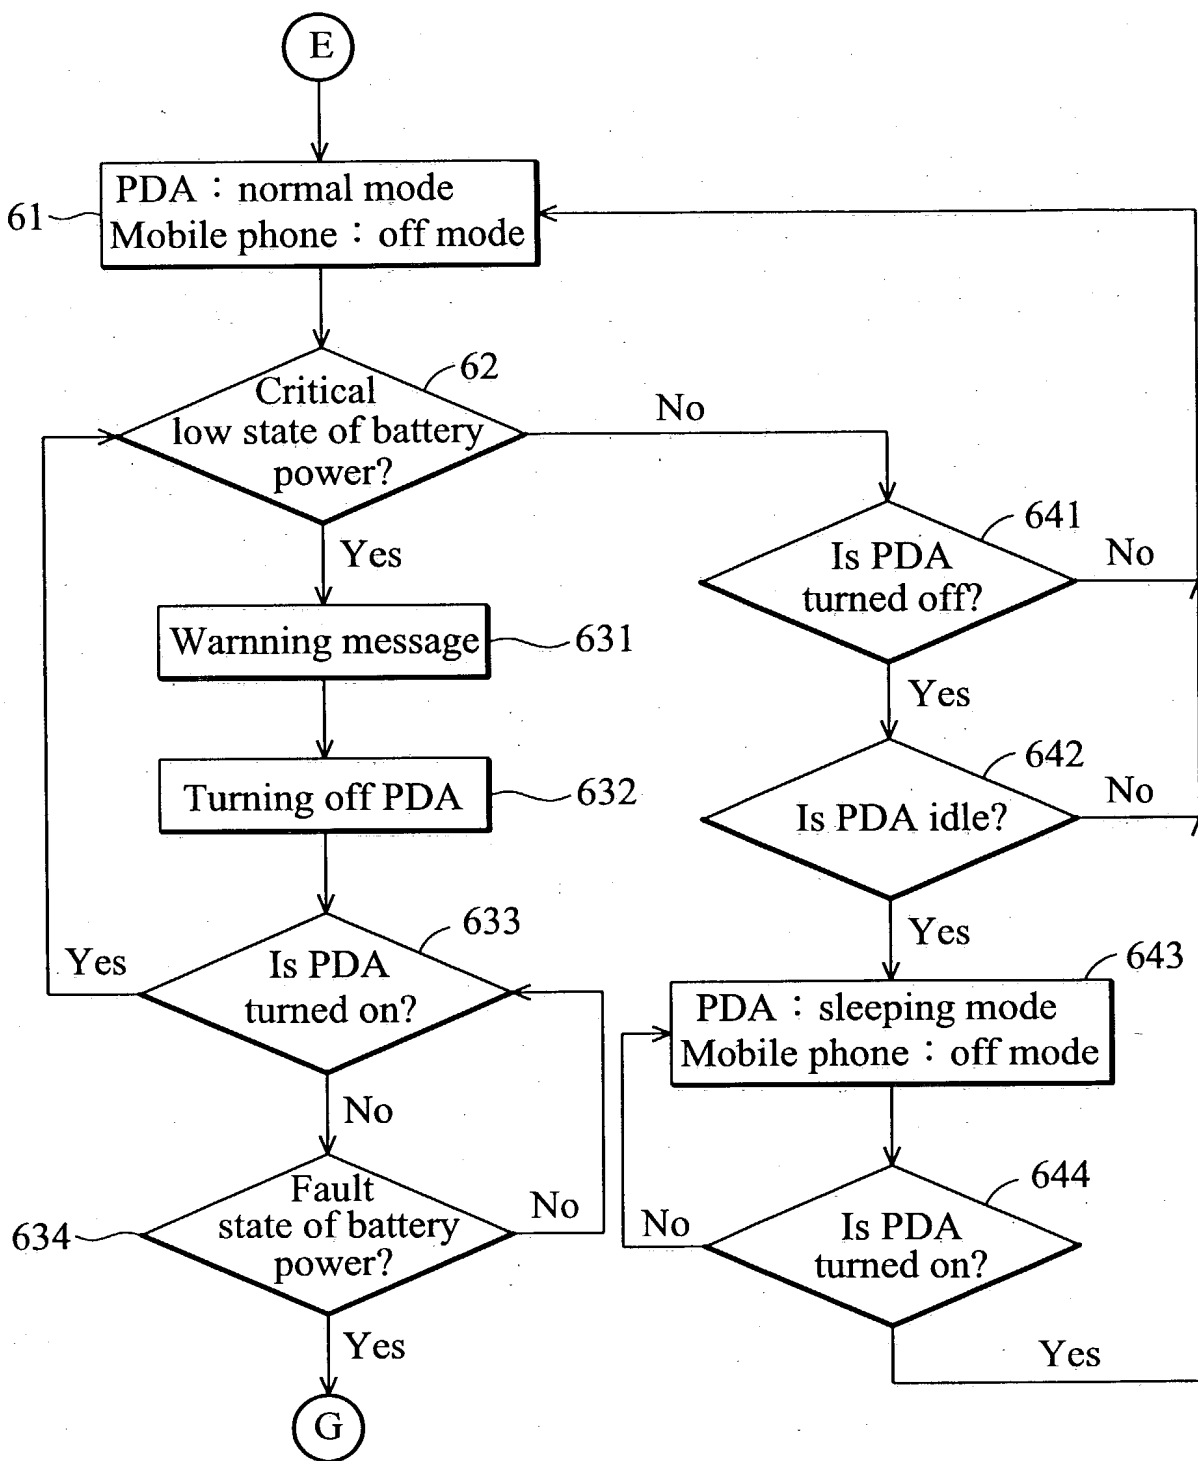 E
PDA：normal mode
Mobile phone：off mode
61
62
Critical
low state of battery
power?
No
Yes
641
Is PDA
turned off?
No
Yes
Warnning message
631
642
Is PDA idle?
No
Yes
Turning off PDA
632
633
Is PDA
turned on?
Yes
No
643
PDA：sleeping mode
Mobile phone：off mode
634
Fault
state of battery
power?
No
Yes
644
Is PDA
turned on?
No
Yes
G